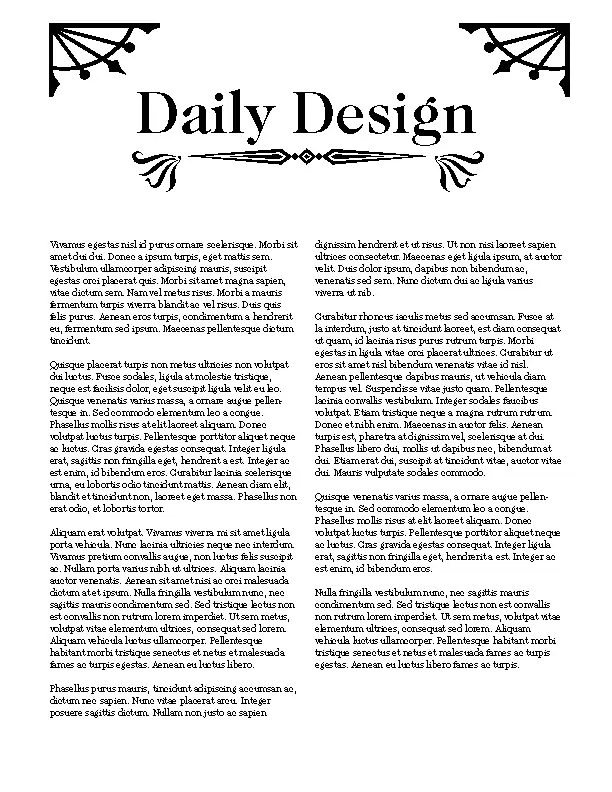 Daily Design
Vivamus egestas nisl id purus ornare scelerisque. Morbi sit
amet dui dui. Donec a ipsum turpis, eget mattis sem.
Vestibulum ullamcorper adipiscing mauris, suscipit
egestas orci placerat quis. Morbi sit amet magna sapien,
vitae dictum sem. Nam vel metus risus. Morbi a mauris
fermentum turpis viverra blandit ac vel risus. Duis quis
felis purus. Aenean eros turpis, condimentum a hendrerit
eu, fermentum sed ipsum. Maecenas pellentesque dictum
tincidunt.
Quisque placerat turpis non metus ultricies non volutpat
dui luctus. Fusce sodales, ligula at molestie tristique,
neque est facilisis dolor, eget suscipit ligula velit eu leo.
Quisque venenatis varius massa, a ornare augue pellen-
tesque in. Sed commodo elementum leo a congue.
Phasellus mollis risus at elit laoreet aliquam. Donec
volutpat luctus turpis. Pellentesque porttitor aliquet neque
ac luctus. Cras gravida egestas consequat. Integer ligula
erat, sagittis non fringilla eget, hendrerit a est. Integer ac
est enim, id bibendum eros. Curabitur lacinia scelerisque
urna, eu lobortis odio tincidunt mattis. Aenean diam elit,
blandit et tincidunt non, laoreet eget massa. Phasellus non
erat odio, et lobortis tortor.
Aliquam erat volutpat. Vivamus viverra mi sit amet ligula
porta vehicula. Nunc lacinia ultricies neque nec interdum.
Vivamus pretium convallis augue, non luctus felis suscipit
ac. Nullam porta varius nibh ut ultrices. Aliquam lacinia
auctor venenatis. Aenean sit amet nisi ac orci malesuada
dictum at et ipsum. Nulla fringilla vestibulum nunc, nec
sagittis mauris condimentum sed. Sed tristique lectus non
est convallis non rutrum lorem imperdiet. Ut sem metus,
volutpat vitae elementum ultrices, consequat sed lorem.
Aliquam vehicula luctus ullamcorper. Pellentesque
habitant morbi tristique senectus et netus et malesuada
fames ac turpis egestas. Aenean eu luctus libero.
Phasellus purus mauris, tincidunt adipiscing accumsan ac,
dictum nec sapien. Nunc vitae placerat arcu. Integer
posuere sagittis dictum. Nullam non justo ac sapien
dignissim hendrerit et ut risus. Ut non nisi laoreet sapien
ultrices consectetur. Maecenas eget ligula ipsum, at auctor
velit. Duis dolor ipsum, dapibus non bibendum ac,
venenatis sed sem. Nunc dictum dui ac ligula varius
viverra ut nib.
Curabitur rhoncus iaculis metus sed accumsan. Fusce at
la interdum, justo at tincidunt laoreet, est diam consequat
ut quam, id lacinia risus purus rutrum turpis. Morbi
egestas in ligula vitae orci placerat ultrices. Curabitur ut
eros sit amet nisl bibendum venenatis vitae id nisl.
Aenean pellentesque dapibus mauris, ut vehicula diam
tempus vel. Suspendisse vitae justo quam. Pellentesque
lacinia convallis vestibulum. Integer sodales faucibus
volutpat. Etiam tristique neque a magna rutrum rutrum.
Donec et nibh enim. Maecenas in auctor felis. Aenean
turpis est, pharetra at dignissim vel, scelerisque at dui.
Phasellus libero dui, mollis ut dapibus nec, bibendum at
dui. Etiam erat dui, suscipit at tincidunt vitae, auctor vitae
dui. Mauris vulputate sodales commodo.
Quisque venenatis varius massa, a ornare augue pellen-
tesque in. Sed commodo elementum leo a congue.
Phasellus mollis risus at elit laoreet aliquam. Donec
volutpat luctus turpis. Pellentesque porttitor aliquet neque
ac luctus. Cras gravida egestas consequat. Integer ligula
erat, sagittis non fringilla eget, hendrerit a est. Integer ac
est enim, id bibendum eros.
Nulla fringilla vestibulum nunc, nec sagittis mauris
condimentum sed. Sed tristique lectus non est convallis
non rutrum lorem imperdiet. Ut sem metus, volutpat vitae
elementum ultrices, consequat sed lorem. Aliquam
vehicula luctus ullamcorper. Pellentesque habitant morbi
tristique senectus et netus et malesuada fames ac turpis
egestas. Aenean eu luctus libero fames ac turpis.